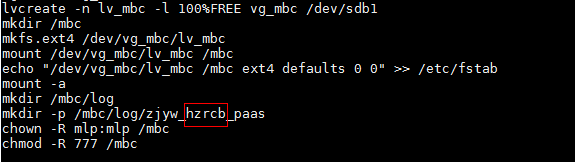 lvcreate -n lv_mbc -l 100%FREE vg_mbc /dev/sdb1
mkdir /mbc
mkfs.ext4 /dev/vg_mbc/lv_mbc
mount /dev/vg_mbc/lv_mbc /mbc
echo "/dev/vg_mbc/lv_mbc /mbc ext4 defaults 0 0" >> /etc/fstab
mount -a
mkdir /mbc/log
mkdir -p /mbc/log/zjyw_hzrcb_paas
chown -R mlp:mlp /mbc
chmod -R 777 /mbc